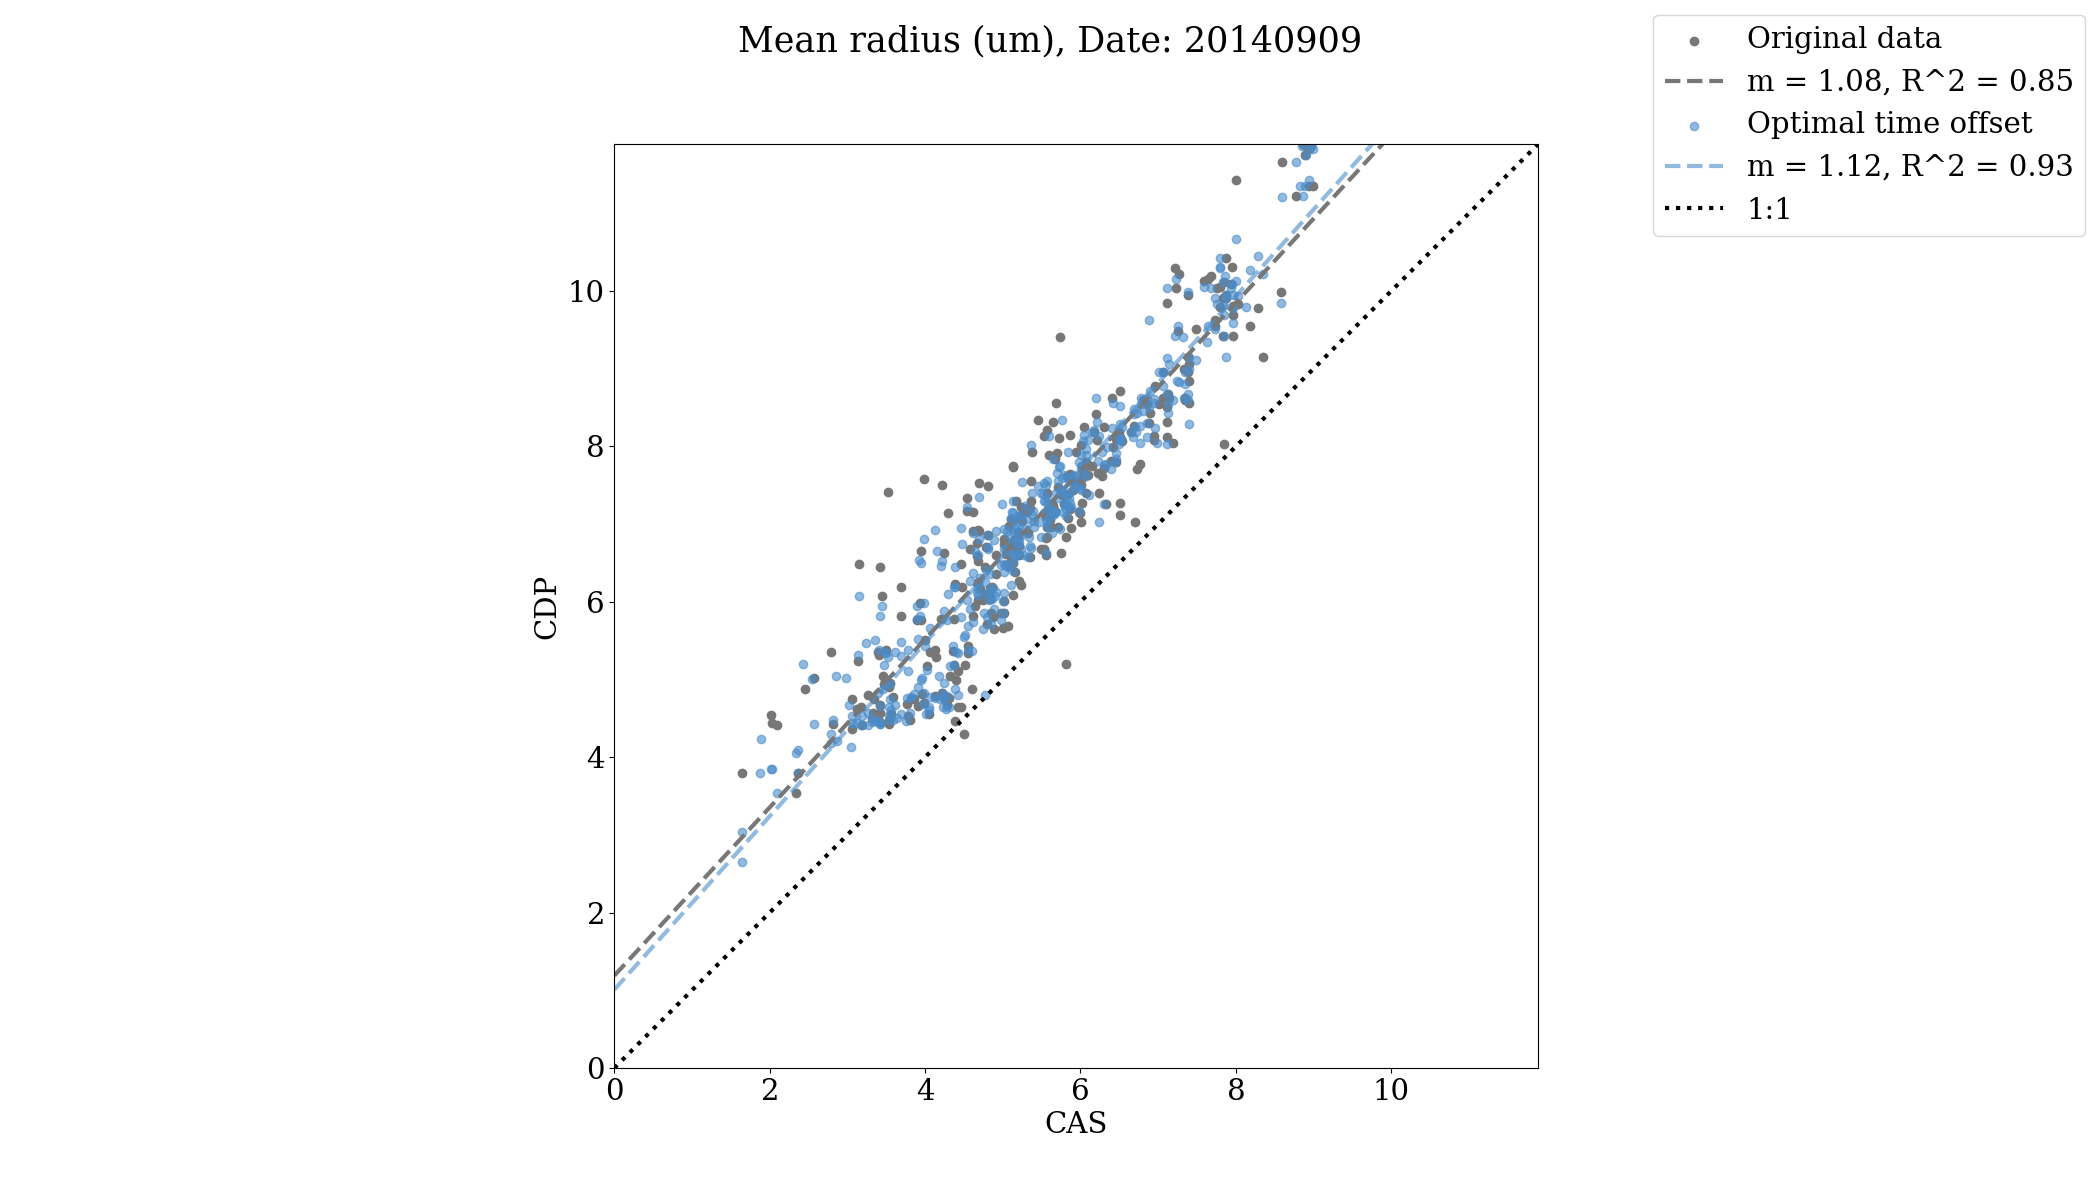 Mean radius (um), Date: 20140909
Original data
m = 1.08, R^2 = 0.85
Optimal time offset
m = 1.12, R^2 = 0.93
1:1
10
8
6
4
2
0
CDP
0 2 4 6 8 10
CAS